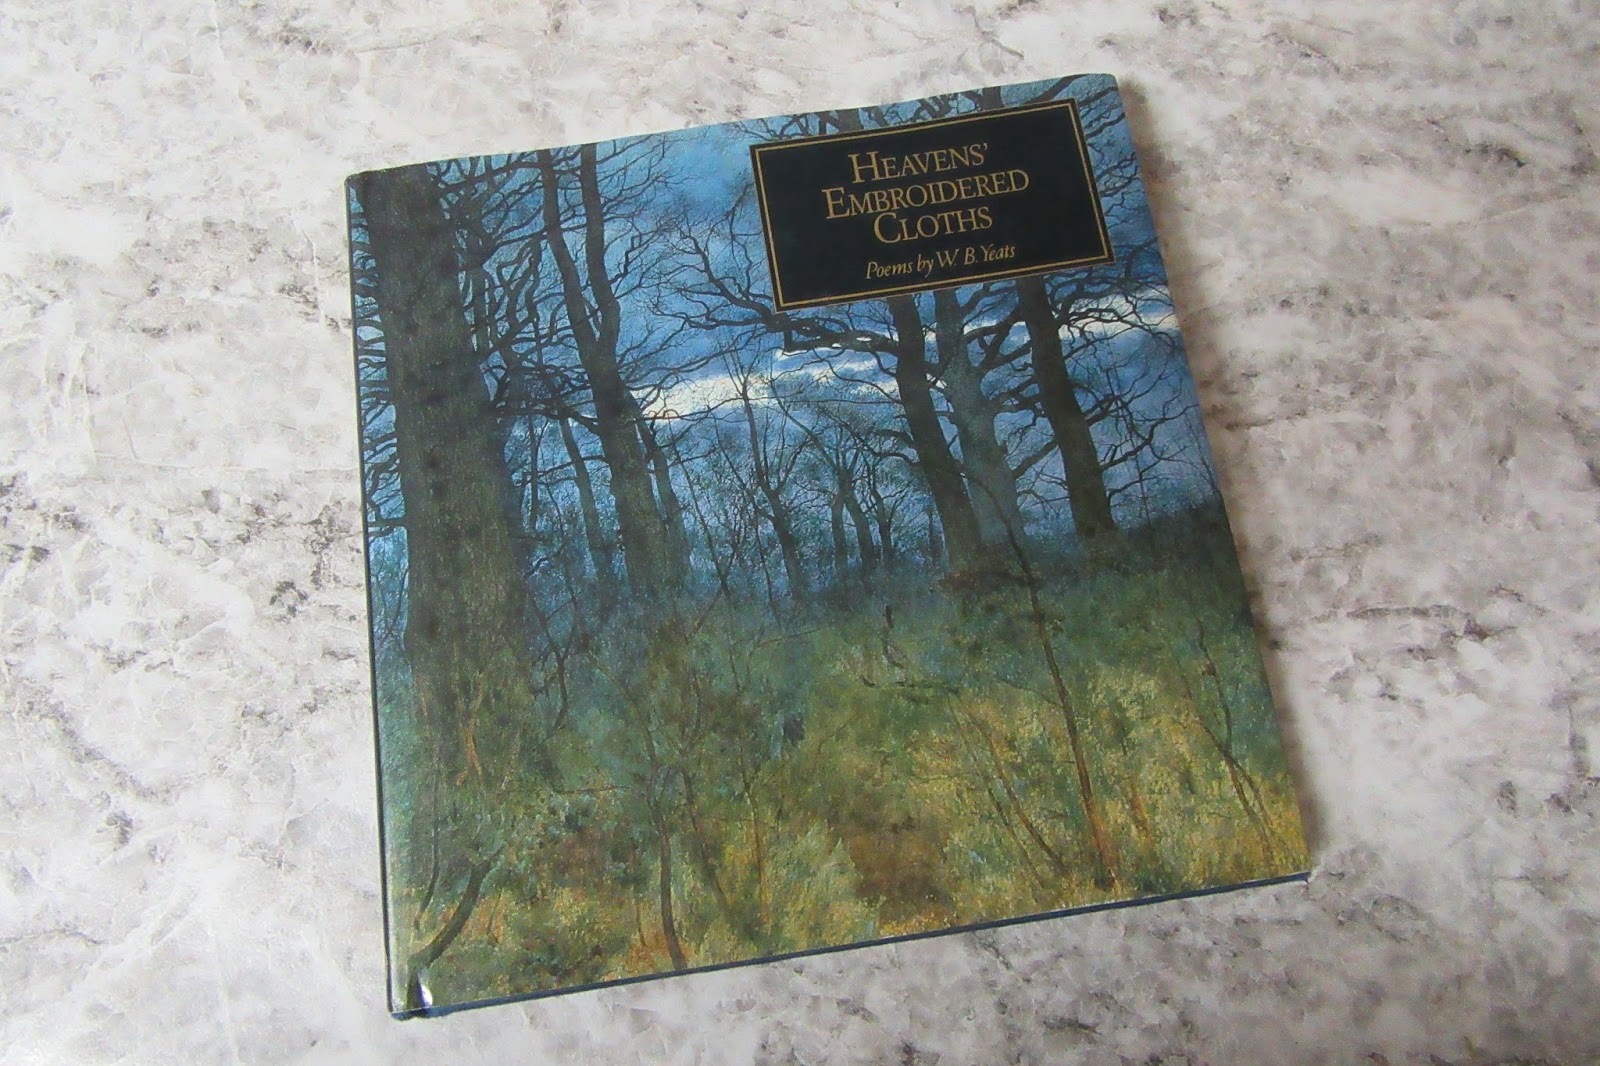 HEAVENS'
EMBROIDERED
CLOTHS
Poems by W. B. Yeats